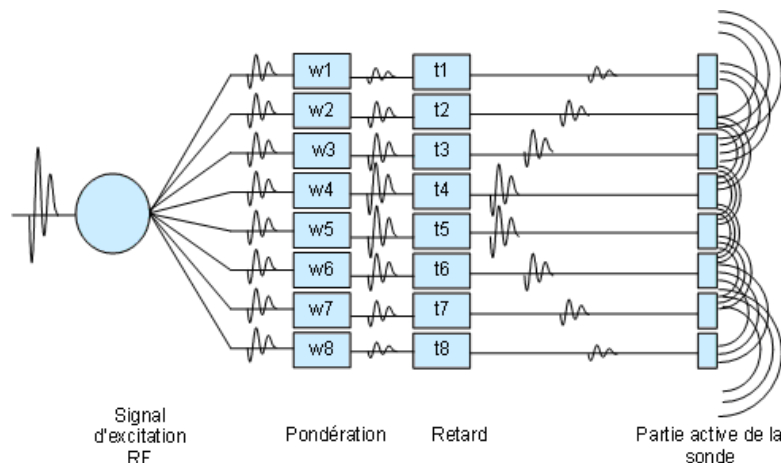 w1 t1
w2 t2
w3 t3
w4 t4
w5 t5
w6 t6
w7 t7
w8 t8
Signal
d'excitation
RF
Pondération
Retard
Partie active de la
sonde